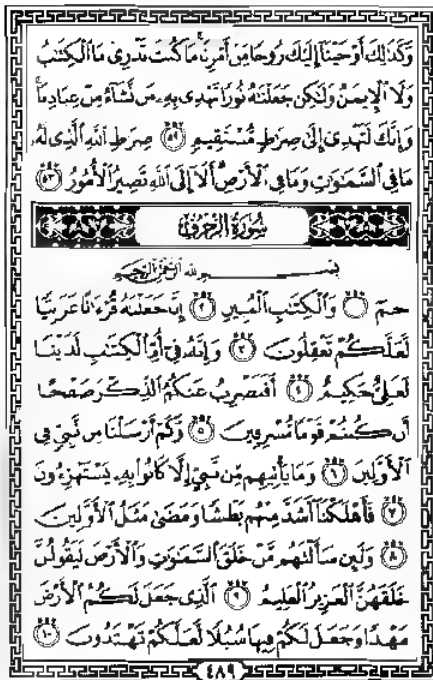 وَكَذَٰلِكَ أَوْحَيْنَآ إِلَيْكَ رُوحًا مِّنْ أَمْرِنَا ۚ مَا كُنتَ تَدْرِى مَا ٱلْكِتَـٰبُ
وَلَا ٱلْإِيمَـٰنُ وَلَـٰكِن جَعَلْنَـٰهُ نُورًا نَّهْدِى بِهِۦ مَن نَّشَآءُ مِنْ عِبَادِنَا ۚ
وَإِنَّكَ لَتَهْدِىٓ إِلَىٰ صِرَٰطٍ مُّسْتَقِيمٍ ٥٢ صِرَٰطِ ٱللَّهِ ٱلَّذِى لَهُۥ
مَا فِى ٱلسَّمَـٰوَٰتِ وَمَا فِى ٱلْأَرْضِ ۗ أَلَآ إِلَى ٱللَّهِ تَصِيرُ ٱلْأُمُورُ ٥٣
سُورَةُ الزُّخْرُفِ
بِسْمِ ٱللَّهِ ٱلرَّحْمَـٰنِ ٱلرَّحِيمِ
حمٓ ١ وَٱلْكِتَـٰبِ ٱلْمُبِينِ ٢ إِنَّا جَعَلْنَـٰهُ قُرْءَٰنًا عَرَبِيًّا
لَّعَلَّكُمْ تَعْقِلُونَ ٣ وَإِنَّهُۥ فِىٓ أُمِّ ٱلْكِتَـٰبِ لَدَيْنَا
لَعَلِىٌّ حَكِيمٌ ٤ أَفَنَضْرِبُ عَنكُمُ ٱلذِّكْرَ صَفْحًا
أَن كُنتُمْ قَوْمًا مُّسْرِفِينَ ٥ وَكَمْ أَرْسَلْنَا مِن نَّبِىٍّ فِى
ٱلْأَوَّلِينَ ٦ وَمَا يَأْتِيهِم مِّن نَّبِىٍّ إِلَّا كَانُوا۟ بِهِۦ يَسْتَهْزِءُونَ
٧ فَأَهْلَكْنَآ أَشَدَّ مِنْهُم بَطْشًا وَمَضَىٰ مَثَلُ ٱلْأَوَّلِينَ
٨ وَلَئِن سَأَلْتَهُم مَّنْ خَلَقَ ٱلسَّمَـٰوَٰتِ وَٱلْأَرْضَ لَيَقُولُنَّ
خَلَقَهُنَّ ٱلْعَزِيزُ ٱلْعَلِيمُ ٩ ٱلَّذِى جَعَلَ لَكُمُ ٱلْأَرْضَ
مَهْدًا وَجَعَلَ لَكُمْ فِيهَا سُبُلًا لَّعَلَّكُمْ تَهْتَدُونَ ١٠
٤٨٩